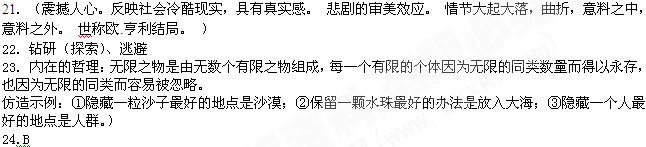 21. （震撼人心。反映社会冷酷现实，具有真实感。 悲剧的审美效应。 情节大起大落，曲折，意料之中，
意料之外。 世称欧.亨利结局。 ）
22. 钻研（探索）、逃避
23. 内在的哲理：无限之物是由无数个有限之物组成，每一个有限的个体因为无限的同类数量而得以永存，
也因为无限的同类而容易被忽略。
仿造示例：①隐藏一粒沙子最好的地点是沙漠；②保留一颗水珠最好的办法是放入大海；③隐藏一个人最
好的地点是人群。）
24.B